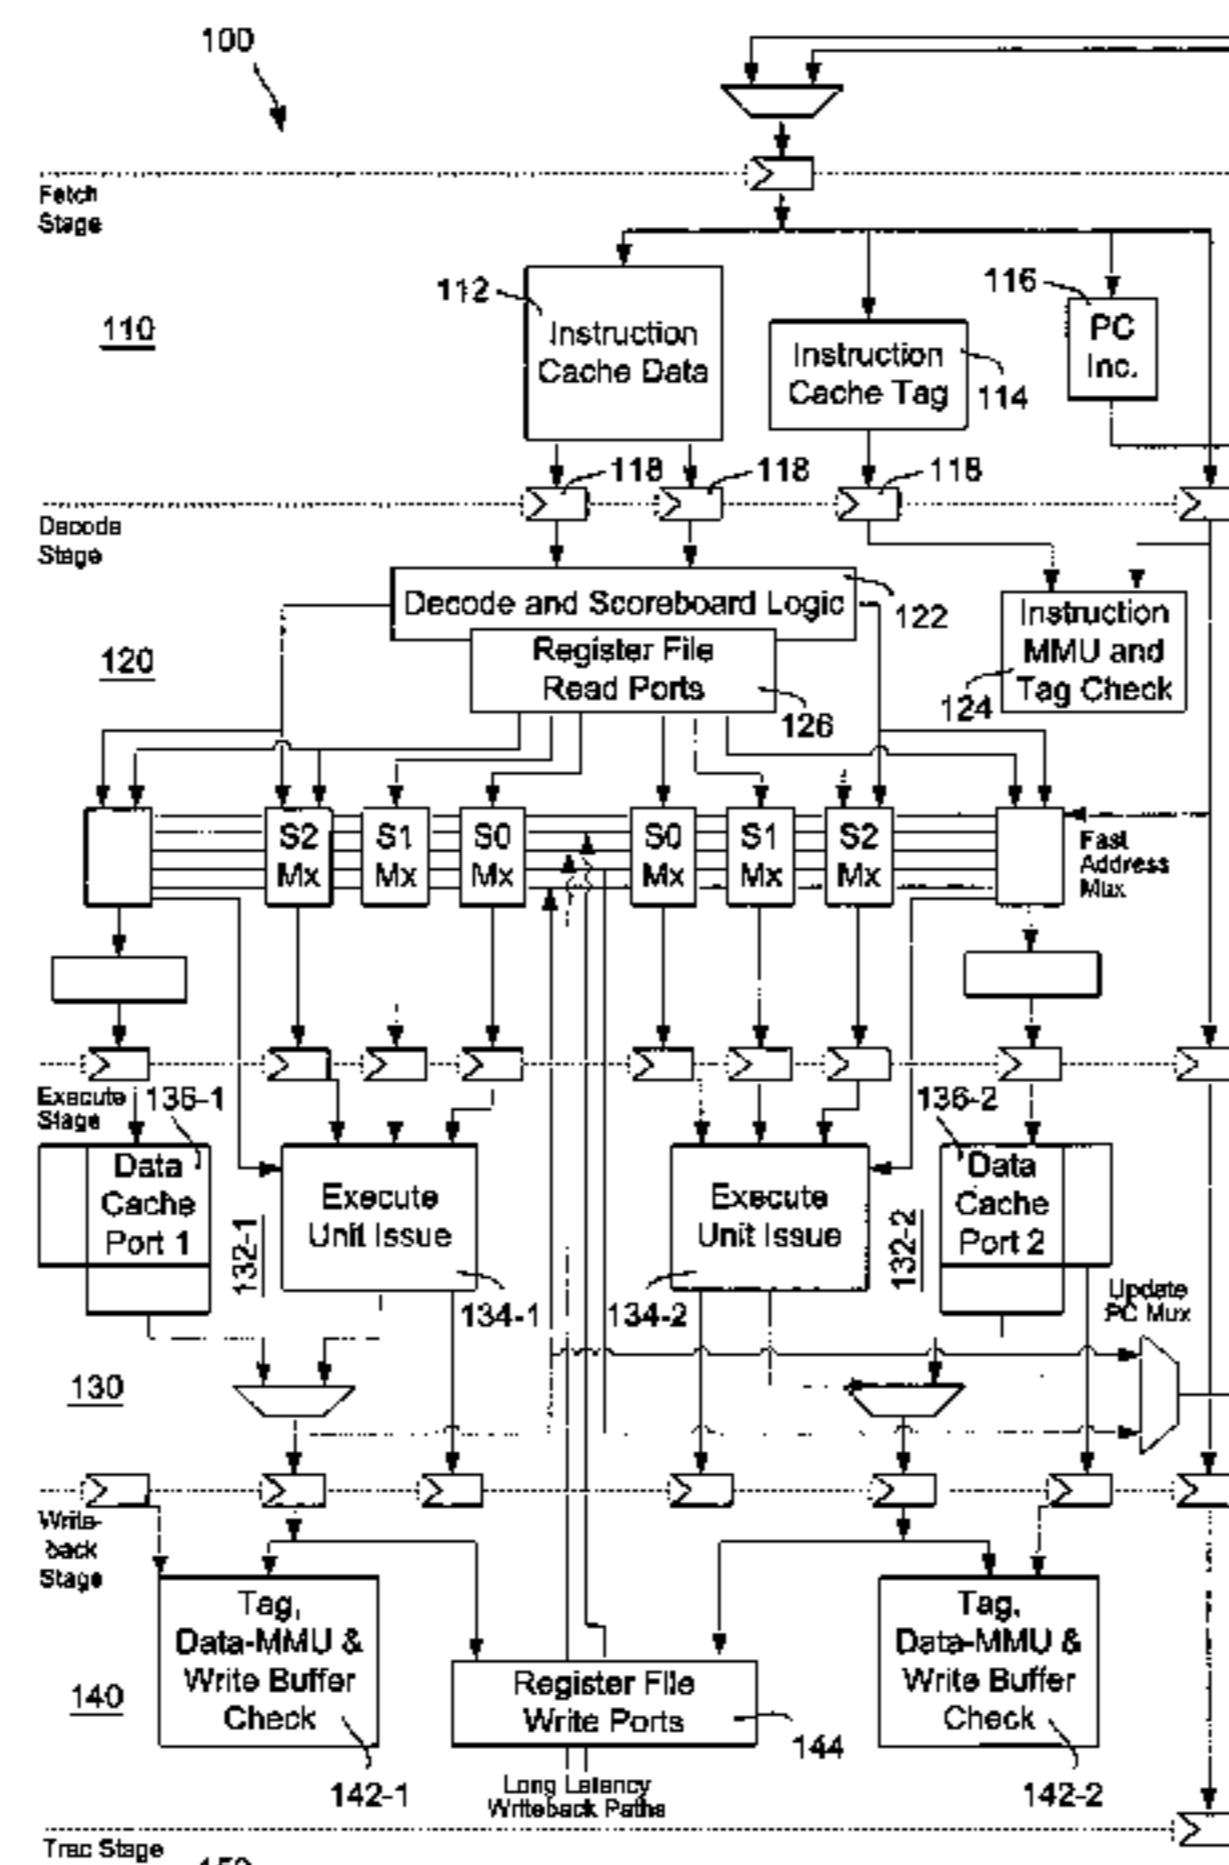 100
Fetch
Stage
112
116
Instruction
Cache Data
PC
Inc.
110
Instruction
Cache Tag
114
118
118
118
Decode
Stage
Decode and Scoreboard Logic
122
Register File
Read Ports
126
Instruction
MMU and
Tag Check
124
120
S2
Mx
S1
Mx
S0
Mx
S0
Mx
S1
Mx
S2
Mx
Fast
Address
Mux
Execute
Stage
136-1
136-2
Data
Cache
Port 1
132-1
Execute
Unit Issue
134-1
Execute
Unit Issue
134-2
132-2
Data
Cache
Port 2
Update
PC Mux
130
Write-
back
Stage
Tag,
Data-MMU &
Write Buffer
Check
142-1
Register File
Write Ports
144
Tag,
Data-MMU &
Write Buffer
Check
142-2
140
Long Latency
Writeback Paths
Trac Stage